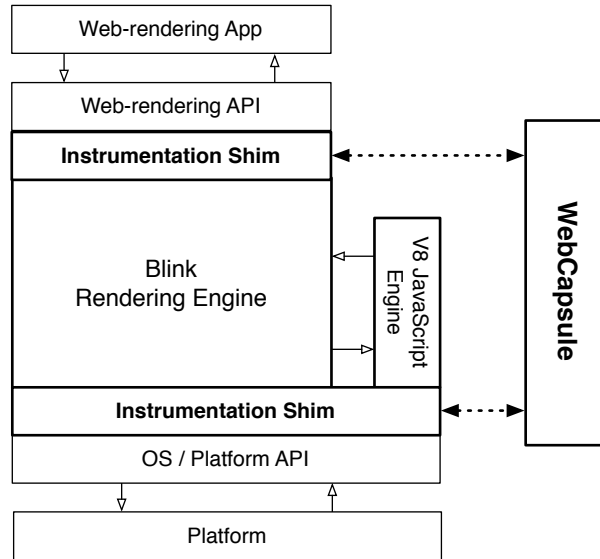 Web-rendering App
Web-rendering API
Instrumentation Shim
Blink
Rendering Engine
V8 JavaScript
Engine
WebCapsule
Instrumentation Shim
OS / Platform API
Platform